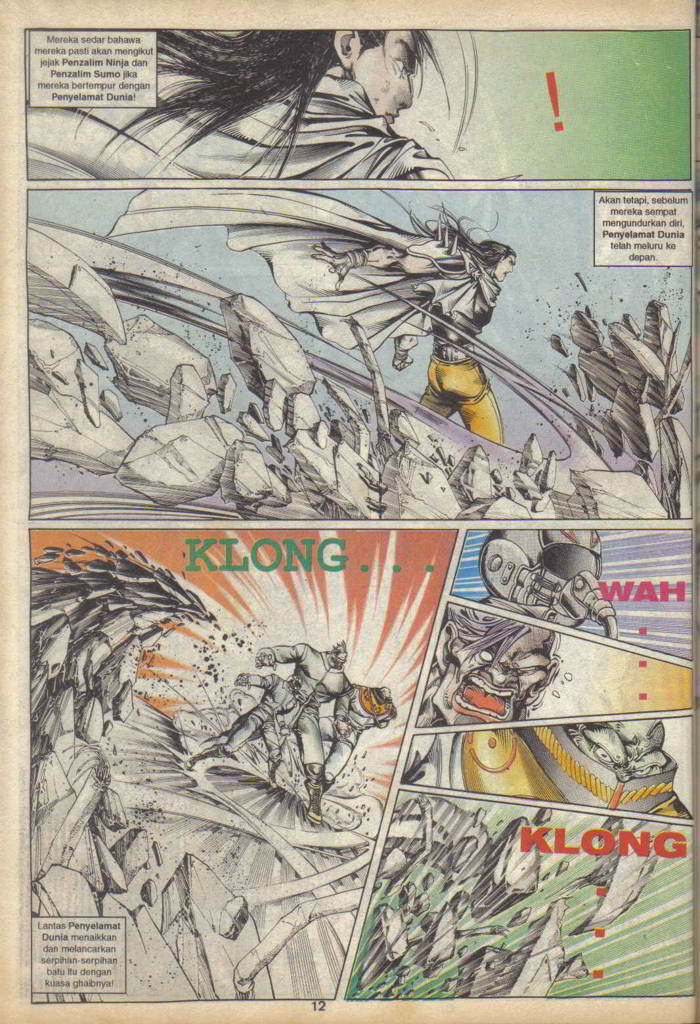 Mereka sedar bahawa
mereka pasti akan mengikut
jejak Penzalim Ninja dan
Penzalim Sumo jika
mereka bertempur dengan
Penyelamat Dunia!
!
Akan tetapi, sebelum
mereka sempat
mengundurkan diri,
Penyelamat Dunia
telah meluru ke
depan.
KLONG...
WAH
...
KLONG
...
Lantas Penyelamat
Dunia menaikkan
dan melancarkan
serpihan-serpihan
batu itu dengan
kuasa ghaibnya!
12